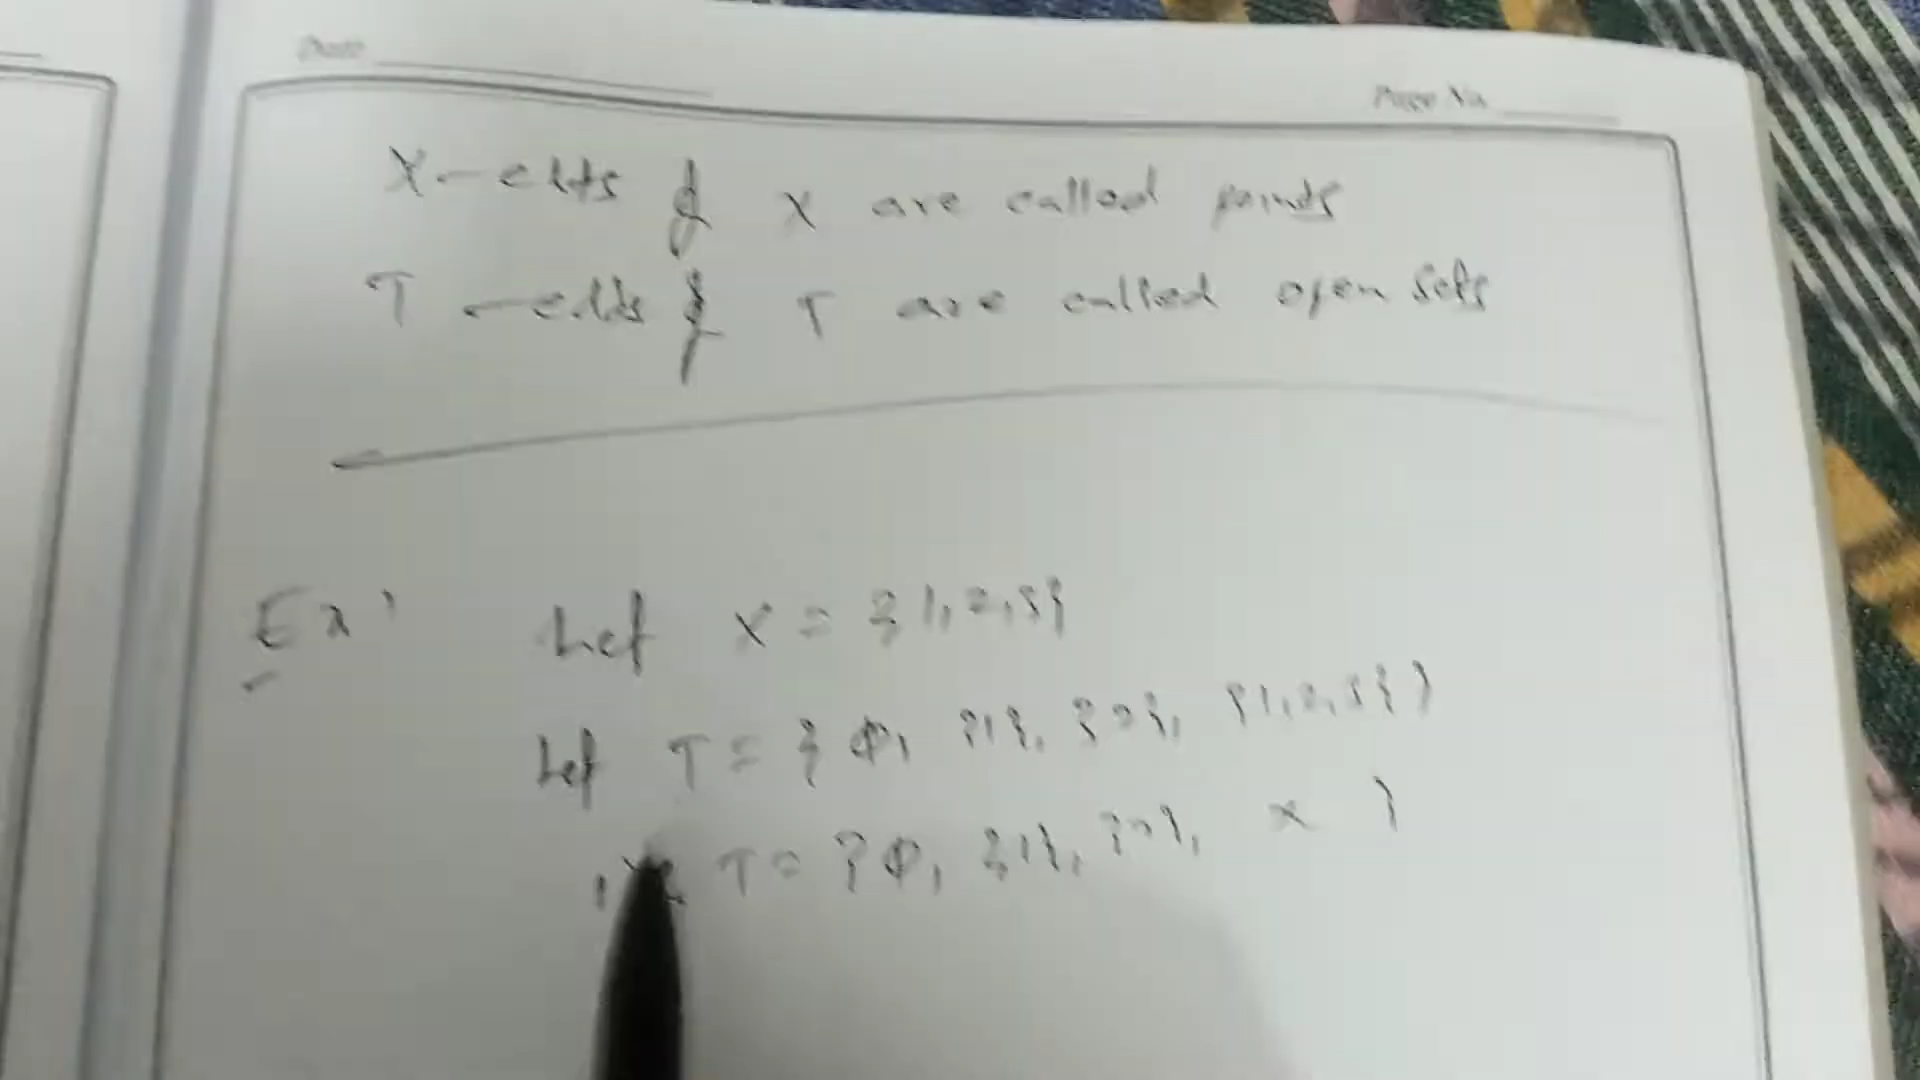 Date
Page No.
X - elts of X are called points
T - elts of T are called open sets
Ex:
Let X = {1,2,3}
Let T = { Φ, {1}, {2}, {1,2,3} }
T = { Φ, {1}, {2}, X }